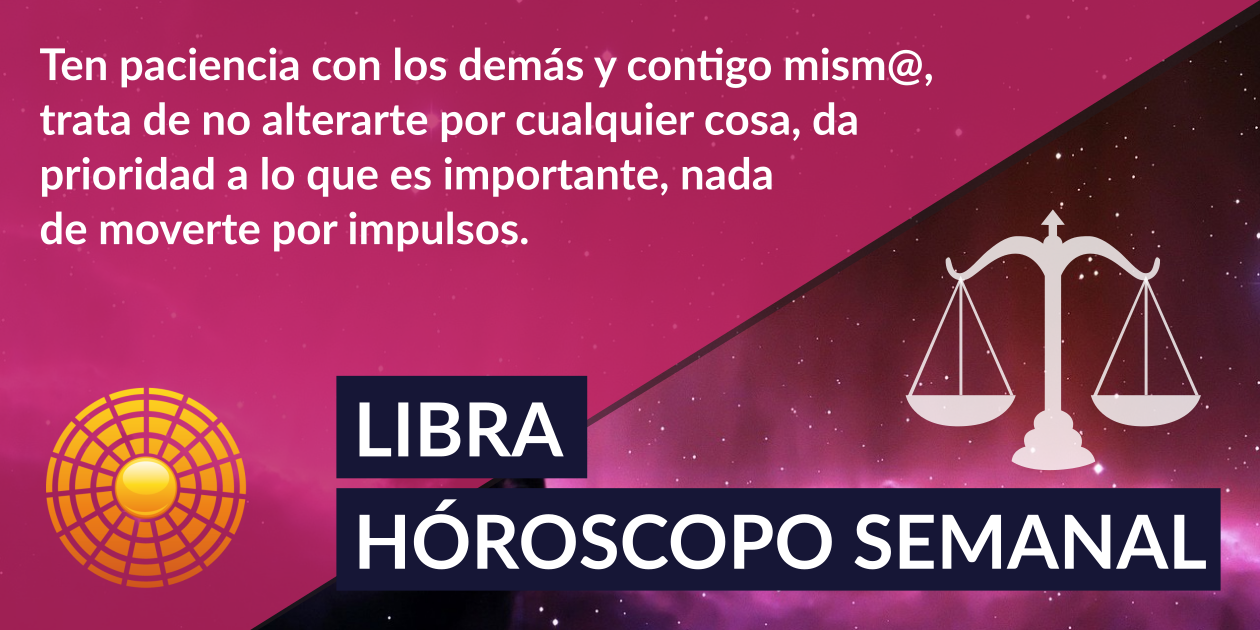 Ten paciencia con los demás y contigo mism@,
trata de no alterarte por cualquier cosa, da
prioridad a lo que es importante, nada
de moverte por impulsos.
LIBRA
HÓROSCOPO SEMANAL